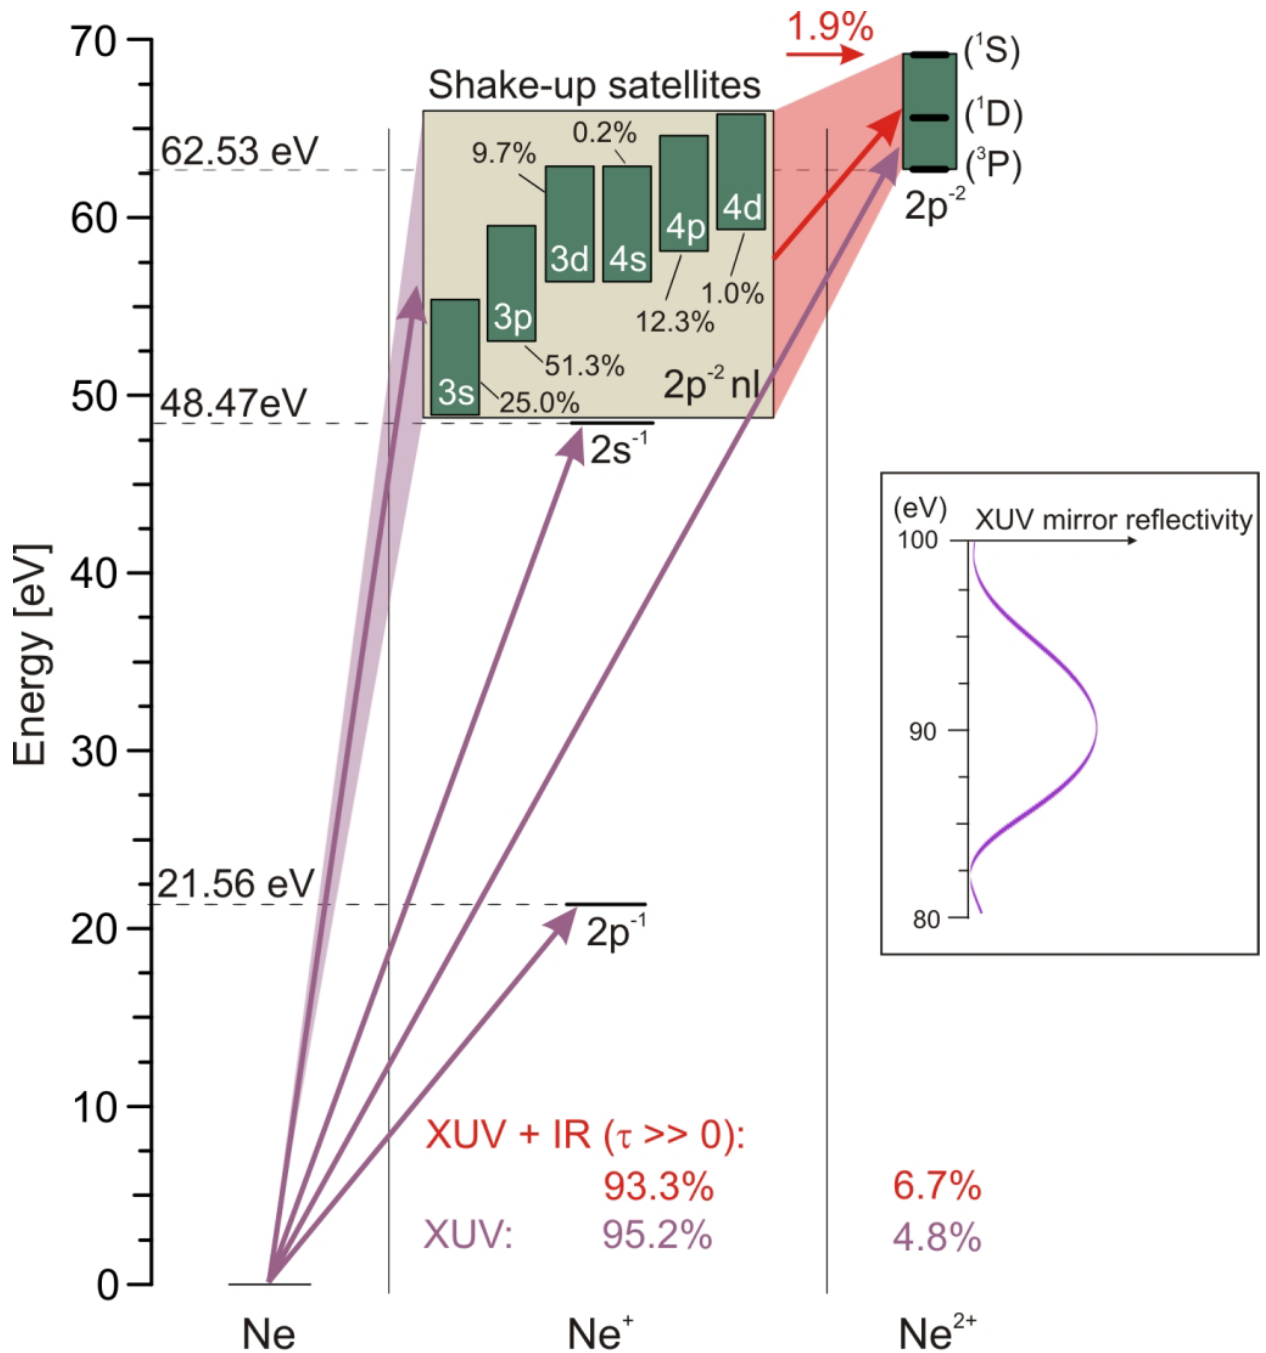 70
60
50
40
30
20
10
0
Energy [eV]
62.53 eV
48.47eV
21.56 eV
Shake-up satellites
9.7%
0.2%
3s
3p
3d
4s
4p
4d
1.0%
12.3%
51.3%
25.0%
2p⁻² nl
2s⁻¹
2p⁻¹
1.9%
(¹S)
(¹D)
(³P)
2p⁻²
(eV)
XUV mirror reflectivity
100
90
80
XUV + IR (τ >> 0):
93.3% 6.7%
XUV: 95.2% 4.8%
Ne Ne⁺ Ne²⁺